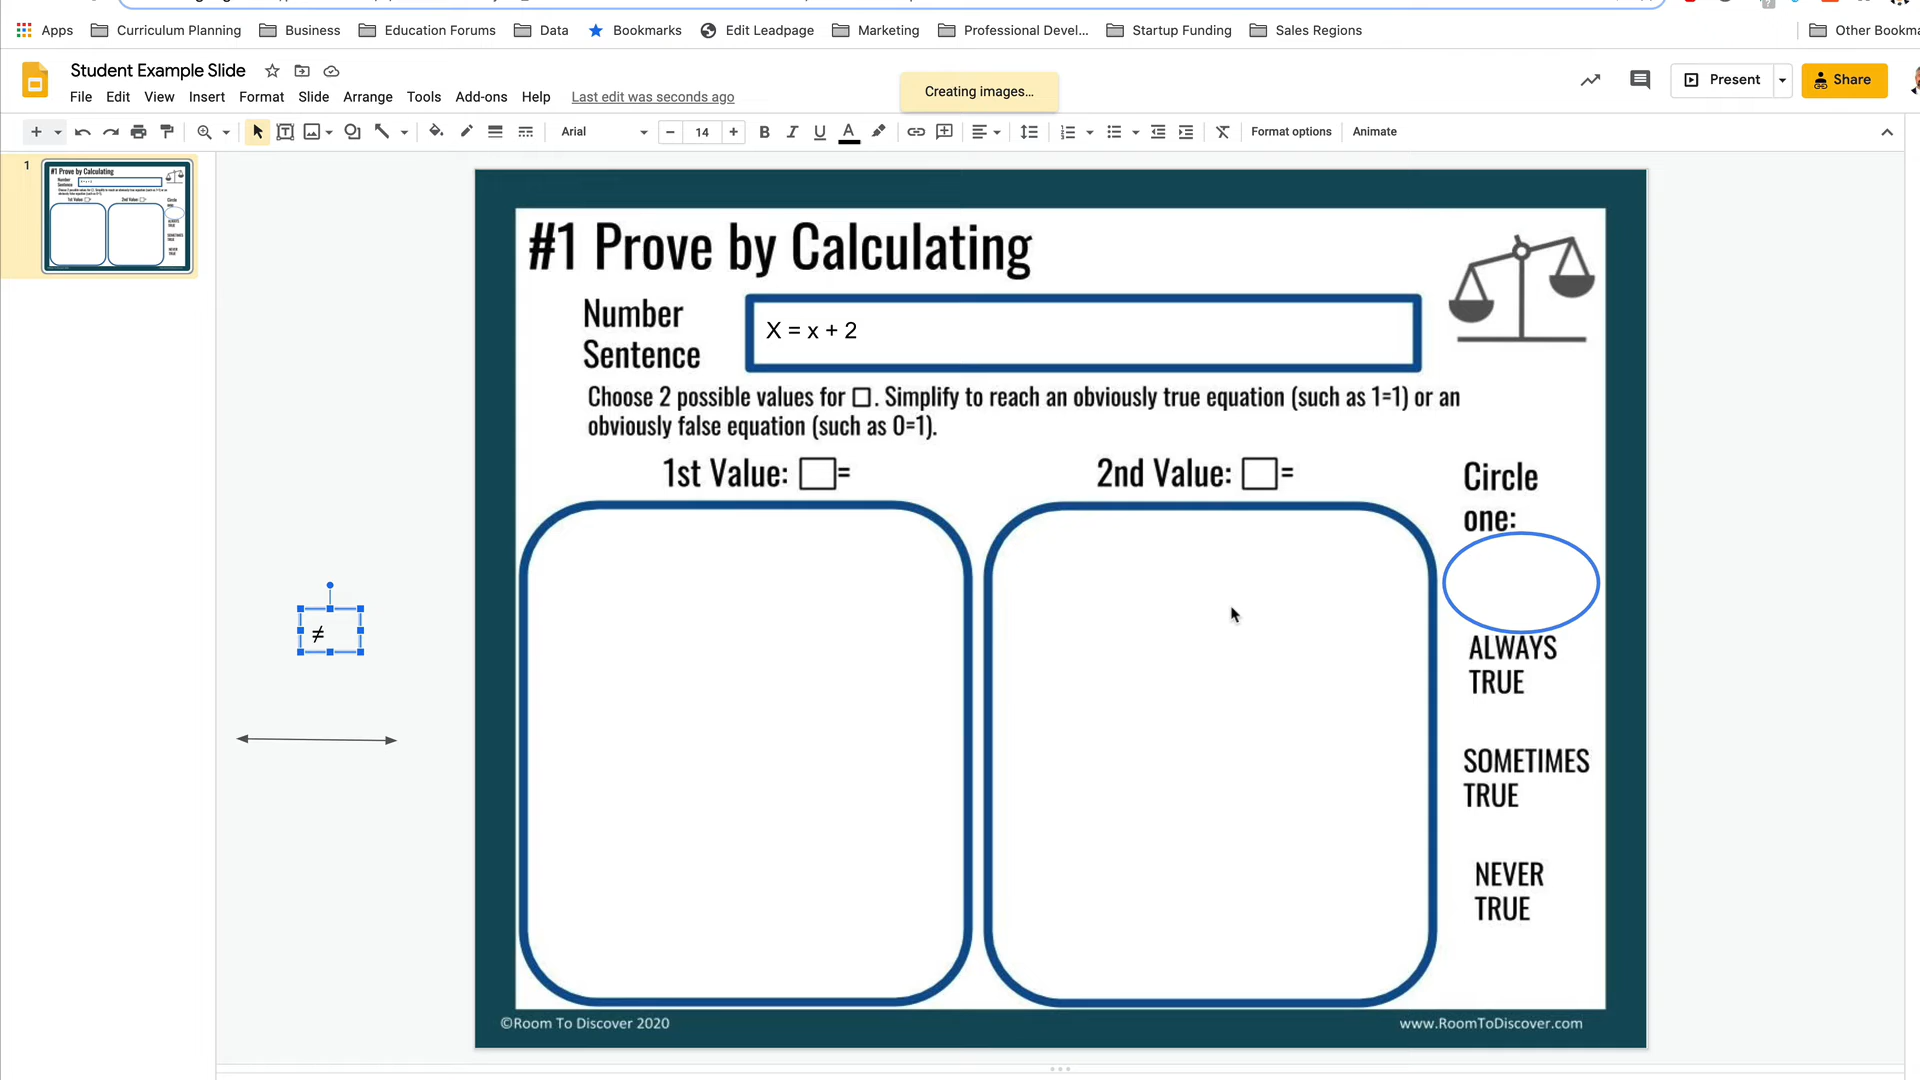 Apps Curriculum Planning Business Education Forums Data Bookmarks Edit Leadpage Marketing Professional Devel... Startup Funding Sales Regions Other Bookma
Student Example Slide
File Edit View Insert Format Slide Arrange Tools Add-ons Help Last edit was seconds ago
Creating images...
Present
Share
Arial
14
B I U A
Format options
Animate
1
#1 Prove by Calculating
Number
Sentence
X = x + 2
Choose 2 possible values for □. Simplify to reach an obviously true equation (such as 1=1) or an
obviously false equation (such as 0=1).
1st Value: □=
2nd Value: □=
Circle
one:
ALWAYS
TRUE
SOMETIMES
TRUE
NEVER
TRUE
≠
©Room To Discover 2020
www.RoomToDiscover.com